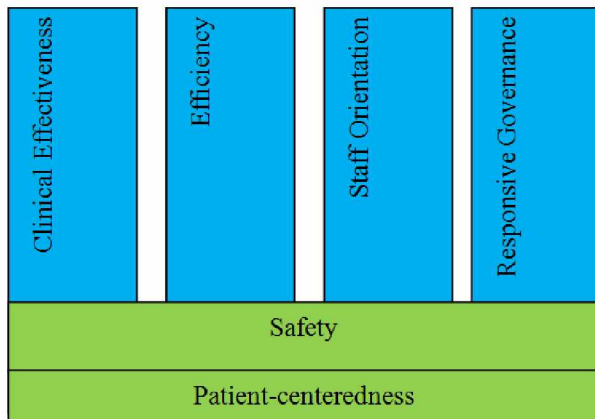 Clinical Effectiveness
Efficiency
Staff Orientation
Responsive Governance
Safety
Patient-centeredness